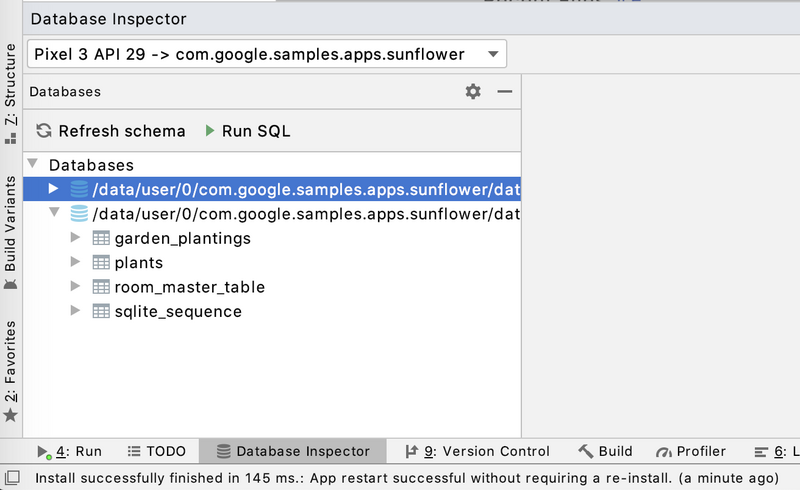 Database Inspector
Pixel 3 API 29 -> com.google.samples.apps.sunflower
Databases
Refresh schema
Run SQL
Databases
/data/user/0/com.google.samples.apps.sunflower/dat
/data/user/0/com.google.samples.apps.sunflower/dat
garden_plantings
plants
room_master_table
sqlite_sequence
Z: Structure
Build Variants
2: Favorites
4: Run
TODO
Database Inspector
9: Version Control
Build
Profiler
6: L
Install successfully finished in 145 ms.: App restart successful without requiring a re-install. (a minute ago)